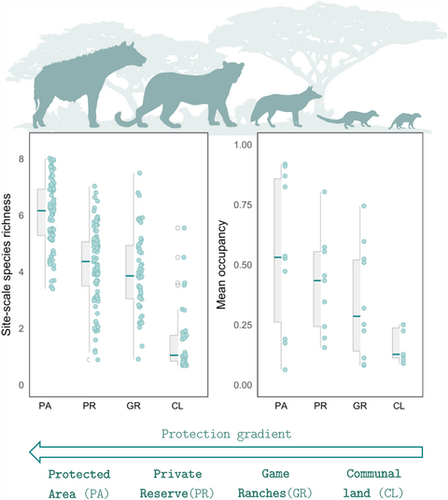 Site-scale species richness
8
6
4
2
0
PA
PR
GR
CL
Mean occupancy
1.00
0.75
0.50
0.25
0.00
PA
PR
GR
CL
Protection gradient
Protected
Area (PA)
Private
Reserve(PR)
Game
Ranches(GR)
Communal
land (CL)